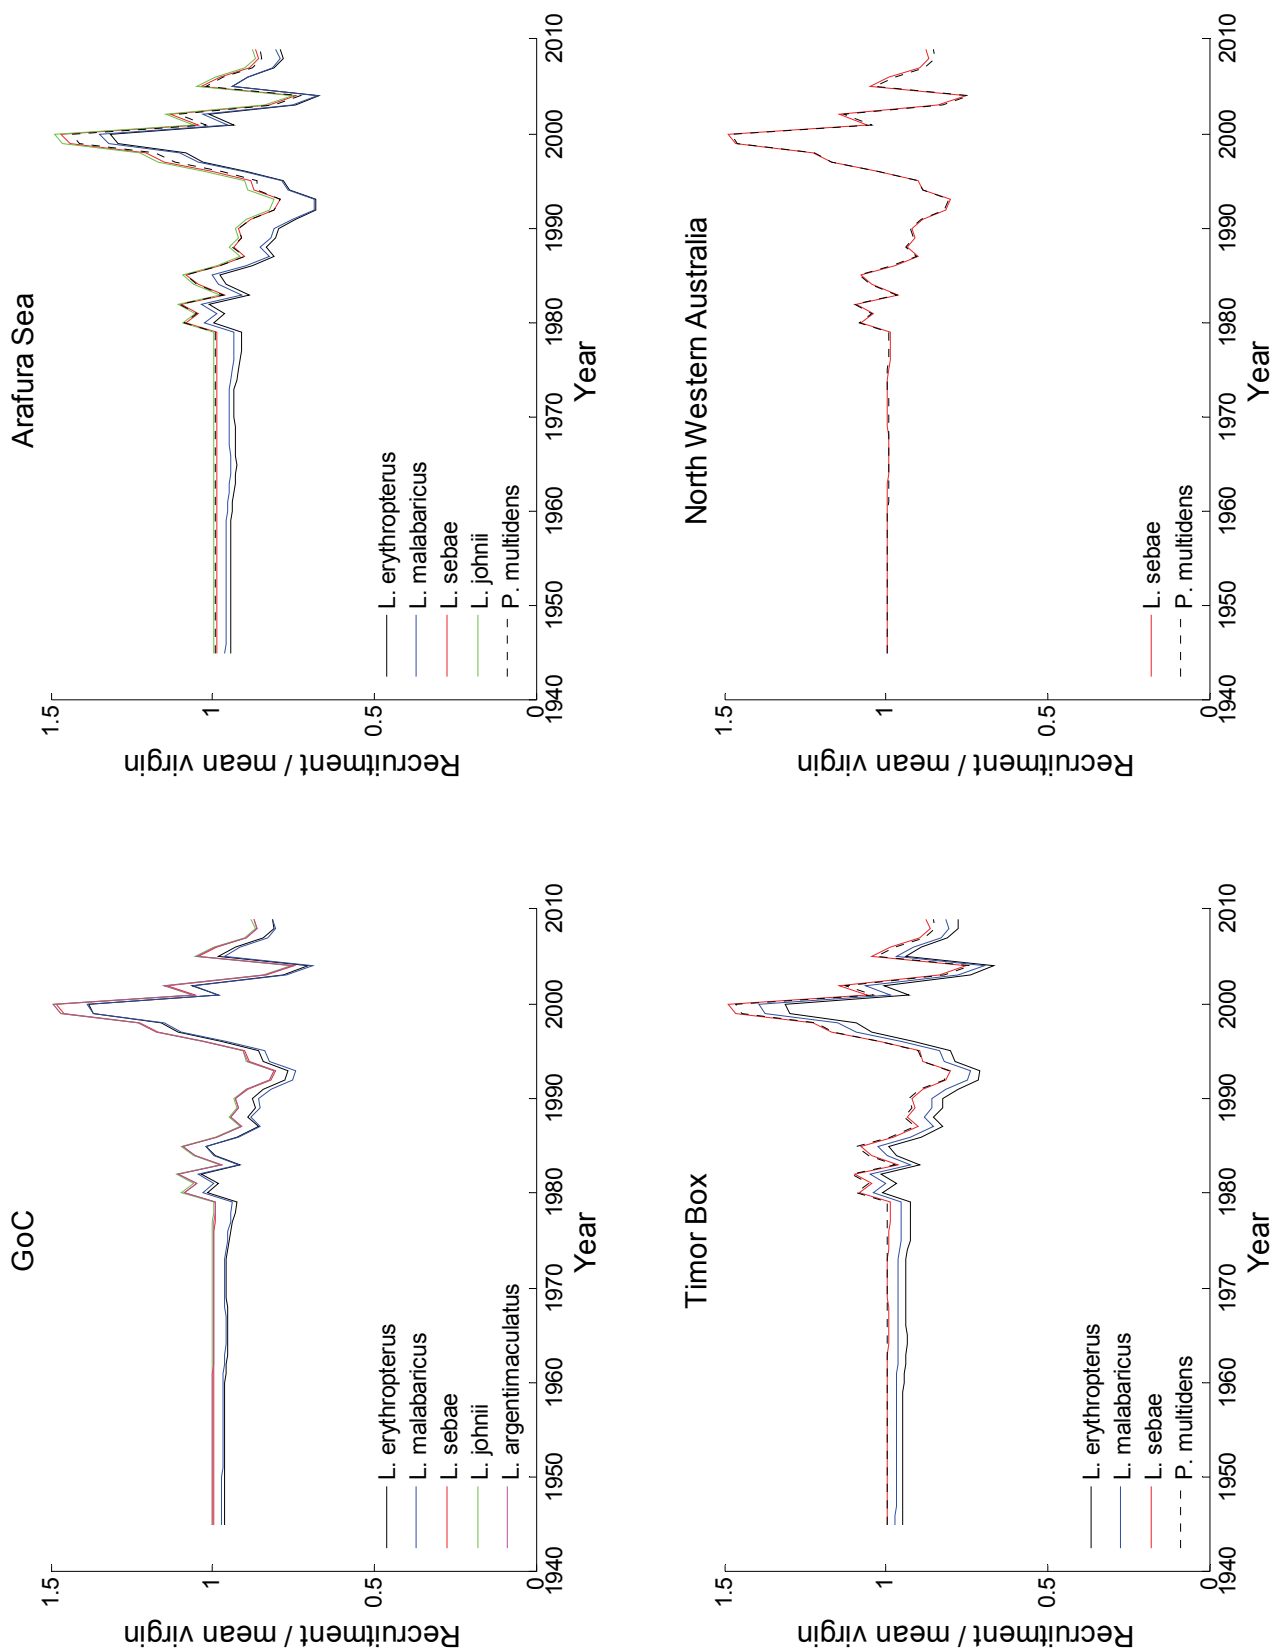 GoC
Recruitment / mean virgin
1.5
1
0.5
0
L. erythropterus
L. malabaricus
L. sebae
L. johnii
L. argentimaculatus
1940 1950 1960 1970 1980 1990 2000 2010
Year
Arafura Sea
Recruitment / mean virgin
1.5
1
0.5
0
L. erythropterus
L. malabaricus
L. sebae
L. johnii
P. multidens
1940 1950 1960 1970 1980 1990 2000 2010
Year
Timor Box
Recruitment / mean virgin
1.5
1
0.5
0
L. erythropterus
L. malabaricus
L. sebae
P. multidens
1940 1950 1960 1970 1980 1990 2000 2010
Year
North Western Australia
Recruitment / mean virgin
1.5
1
0.5
0
L. sebae
P. multidens
1940 1950 1960 1970 1980 1990 2000 2010
Year